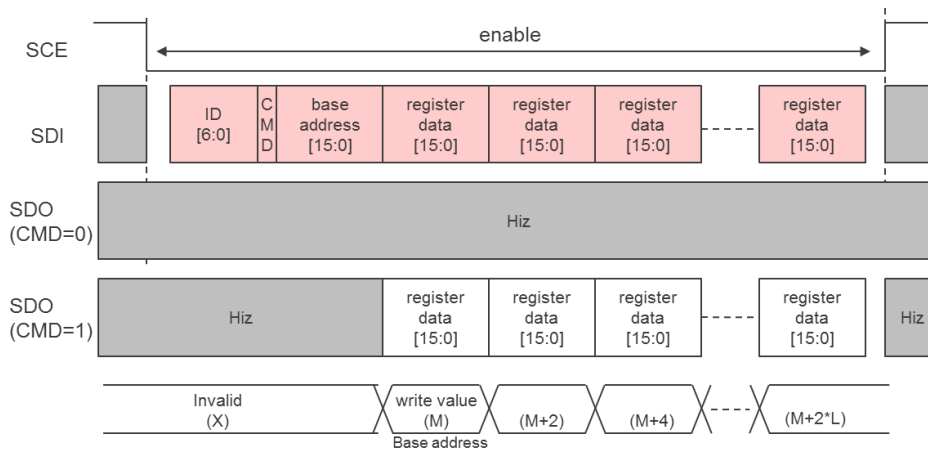 SCE
enable
SDI
ID
[6:0]
C
M
D
base
address
[15:0]
register
data
[15:0]
register
data
[15:0]
register
data
[15:0]
register
data
[15:0]
SDO
(CMD=0)
Hiz
SDO
(CMD=1)
Hiz
register
data
[15:0]
register
data
[15:0]
register
data
[15:0]
register
data
[15:0]
Hiz
Invalid
(X)
write value
(M)
(M+2)
(M+4)
(M+2*L)
Base address